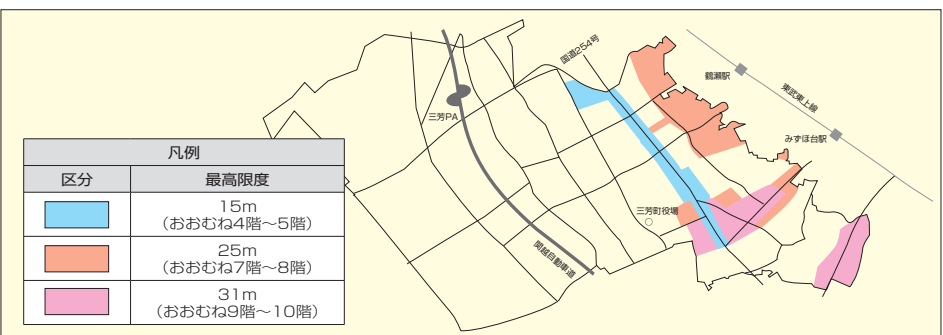 国道254号
鶴瀬駅
東武東上線
三芳PA
みずほ台駅
三芳町役場
関越自動車道
凡例
区分
最高限度
15m
(おおむね4階〜5階)
25m
(おおむね7階〜8階)
31m
(おおむね9階〜10階)